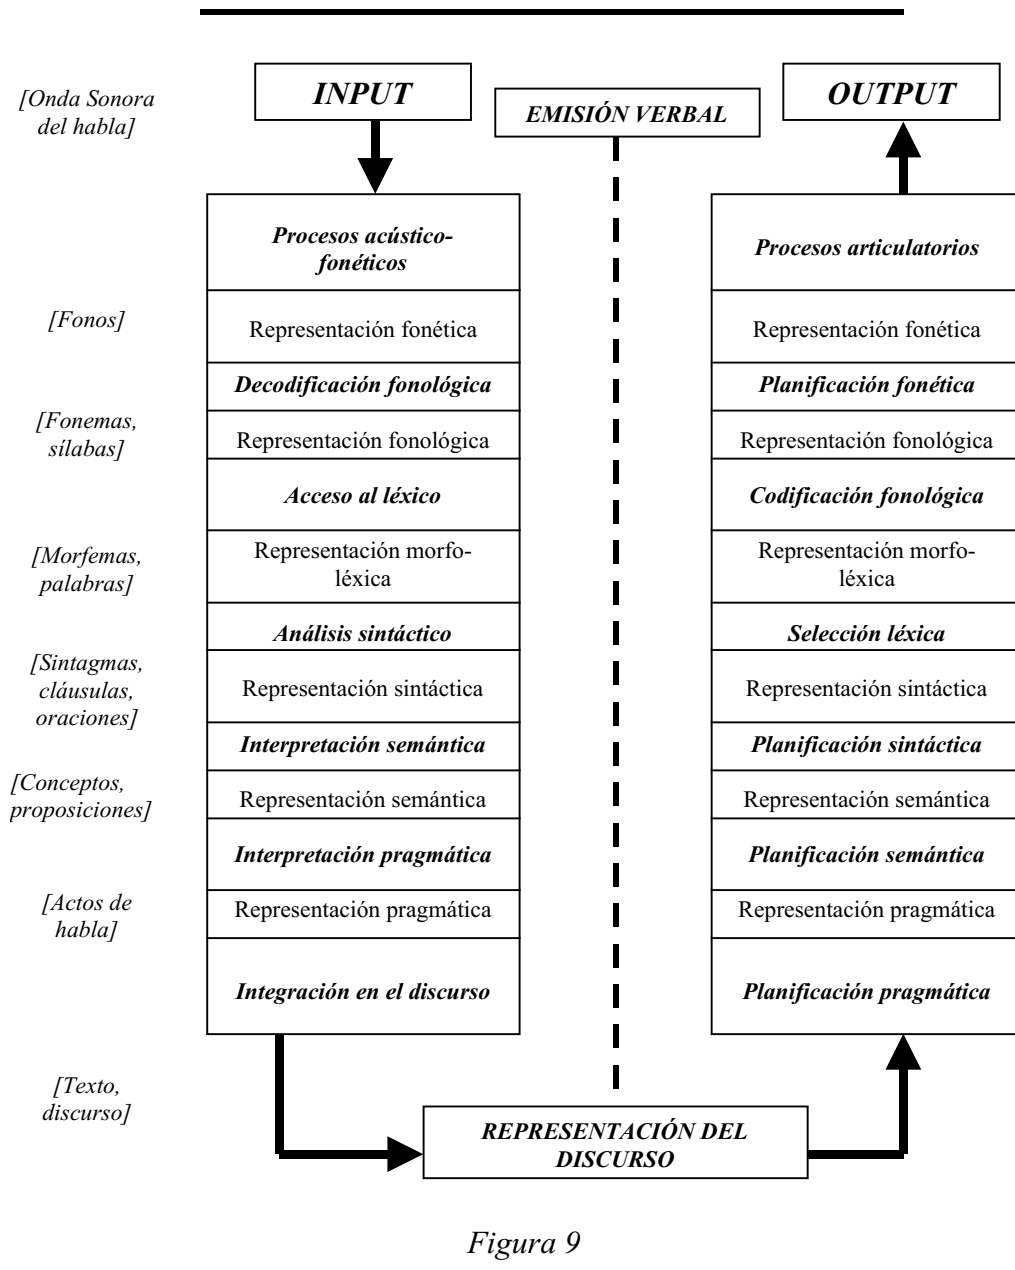 [Onda Sonora
del habla]
INPUT
EMISIÓN VERBAL
OUTPUT
Procesos acústico-
fonéticos
Procesos articulatorios
[Fonos]
Representación fonética
Representación fonética
Decodificación fonológica
Planificación fonética
[Fonemas,
sílabas]
Representación fonológica
Representación fonológica
Acceso al léxico
Codificación fonológica
[Morfemas,
palabras]
Representación morfo-
léxica
Representación morfo-
léxica
Análisis sintáctico
Selección léxica
[Sintagmas,
cláusulas,
oraciones]
Representación sintáctica
Representación sintáctica
Interpretación semántica
Planificación sintáctica
[Conceptos,
proposiciones]
Representación semántica
Representación semántica
Interpretación pragmática
Planificación semántica
[Actos de
habla]
Representación pragmática
Representación pragmática
Integración en el discurso
Planificación pragmática
[Texto,
discurso]
REPRESENTACIÓN DEL
DISCURSO
Figura 9